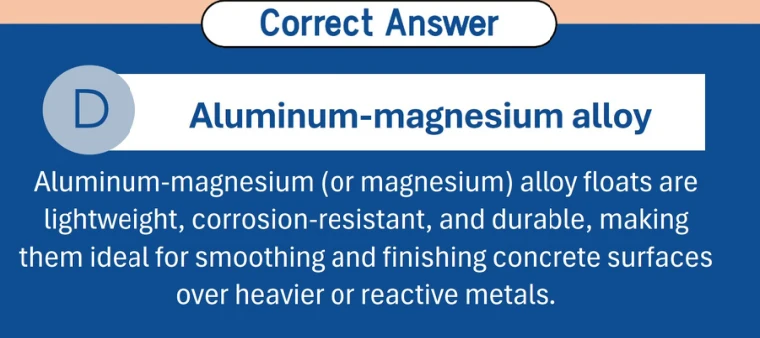 Correct Answer
D
Aluminum-magnesium alloy
Aluminum-magnesium (or magnesium) alloy floats are
lightweight, corrosion-resistant, and durable, making
them ideal for smoothing and finishing concrete surfaces
over heavier or reactive metals.